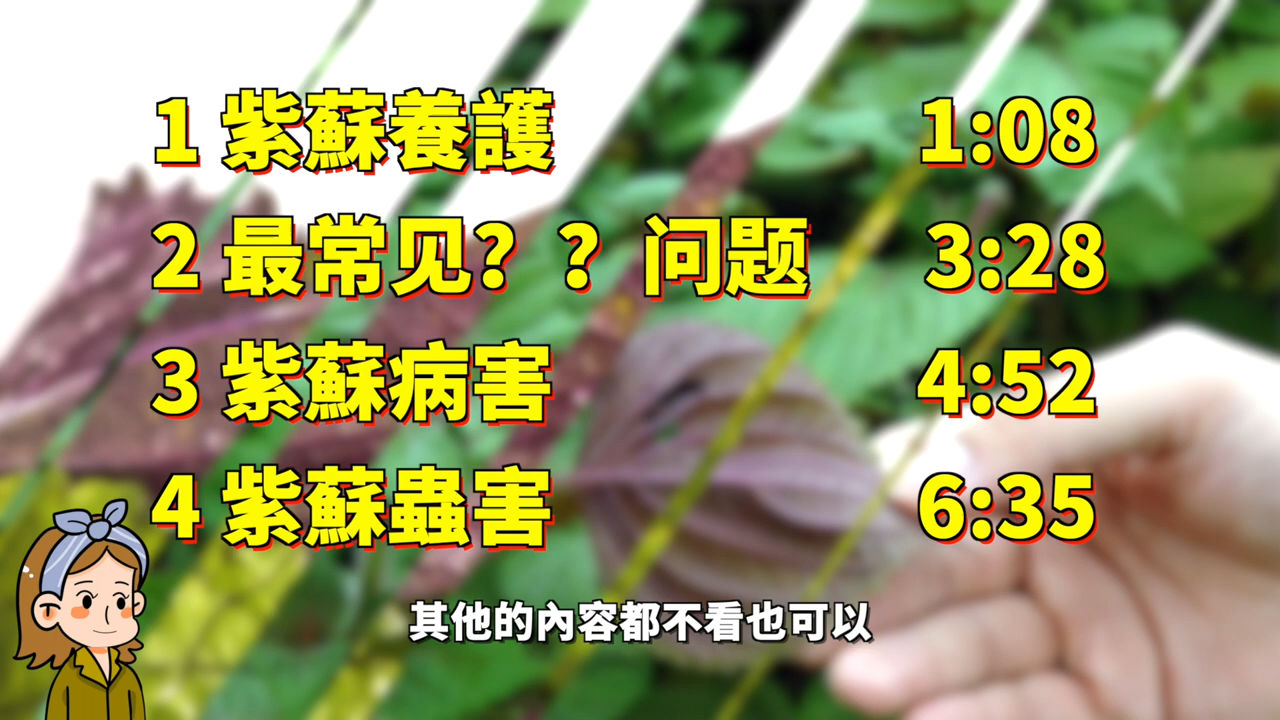 1 紫蘇養護 1:08
2 最常见？？问题 3:28
3 紫蘇病害 4:52
4 紫蘇蟲害 6:35
其他的內容都不看也可以